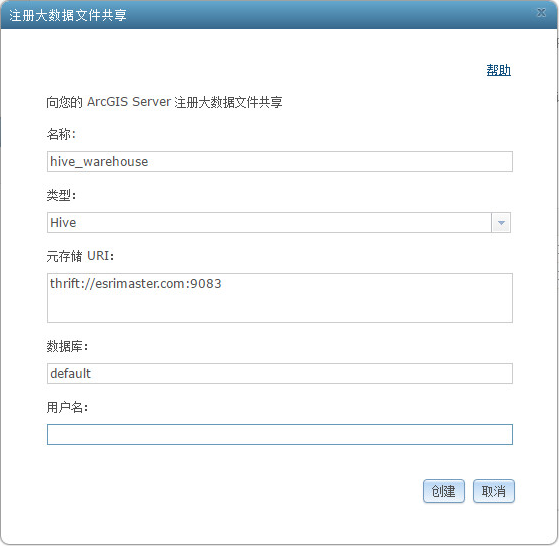 注册大数据文件共享
帮助
向您的 ArcGIS Server 注册大数据文件共享
名称:
hive_warehouse
类型:
Hive
元存储 URI:
thrift://esrimaster.com:9083
数据库:
default
用户名:
创建 取消